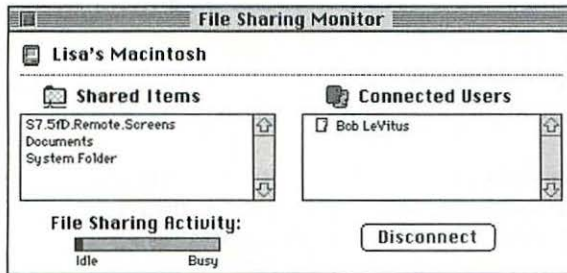 File Sharing Monitor
Lisa's Macintosh
Shared Items
Connected Users
S7.5fD.Remote.Screens
Documents
System Folder
Bob LeVitus
File Sharing Activity:
Idle
Busy
Disconnect